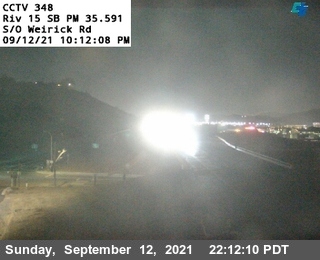 CCTV 348
Riv 15 SB PM 35.591
S/O Weirick Rd
09/12/21 10:12:08 PM
Sunday, September 12, 2021 22:12:10 PDT